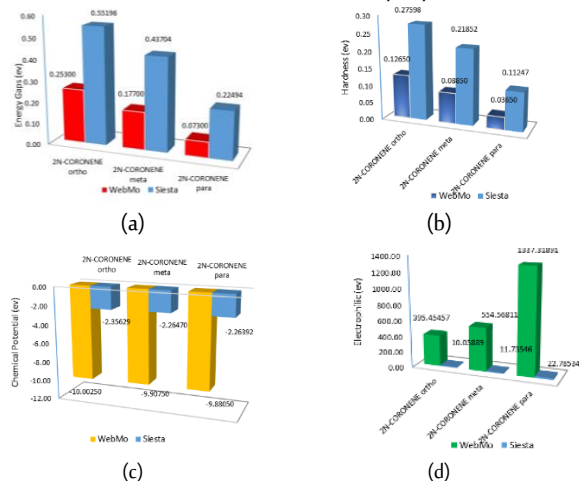 0.60
0.50
0.40
0.30
0.20
0.10
0.00
Energy Gaps (ev)
0.25300
0.55196
0.17700
0.43704
0.07300
0.22494
2N-CORONENE
ortho
2N-CORONENE
meta
2N-CORONENE
para
WebMo
Siesta
(a)
0.30
0.25
0.20
0.15
0.10
0.05
0.00
Hardness (ev)
0.12650
0.27598
0.08850
0.21852
0.03650
0.11247
2N-CORONENE ortho
2N-CORONENE meta
2N-CORONENE para
WebMo
Siesta
(b)
0.00
-2.00
-4.00
-6.00
-8.00
-10.00
-12.00
Chemical Potential (ev)
2N-CORONENE
ortho
2N-CORONENE
meta
2N-CORONENE
para
-2.35629
-2.26470
-2.26392
-10.00250
-9.90750
-9.88050
WebMo
Siesta
(c)
1400.00
1200.00
1000.00
800.00
600.00
400.00
200.00
0.00
Electrophilic (ev)
395.45457
10.05889
554.56811
11.73546
1337.31891
22.78534
2N-CORONENE ortho
2N-CORONENE meta
2N-CORONENE para
WebMo
Siesta
(d)